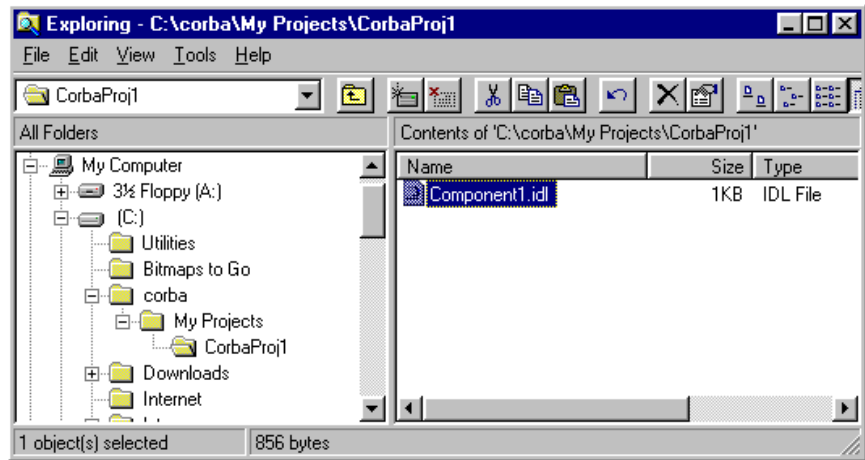 Exploring - C:\corba\My Projects\CorbaProj1
File Edit View Tools Help
CorbaProj1
All Folders
Contents of 'C:\corba\My Projects\CorbaProj1'
My Computer
3½ Floppy (A:)
(C:)
Utilities
Bitmaps to Go
corba
My Projects
CorbaProj1
Downloads
Internet
Name Size Type
Component1.idl 1KB IDL File
1 object(s) selected 856 bytes